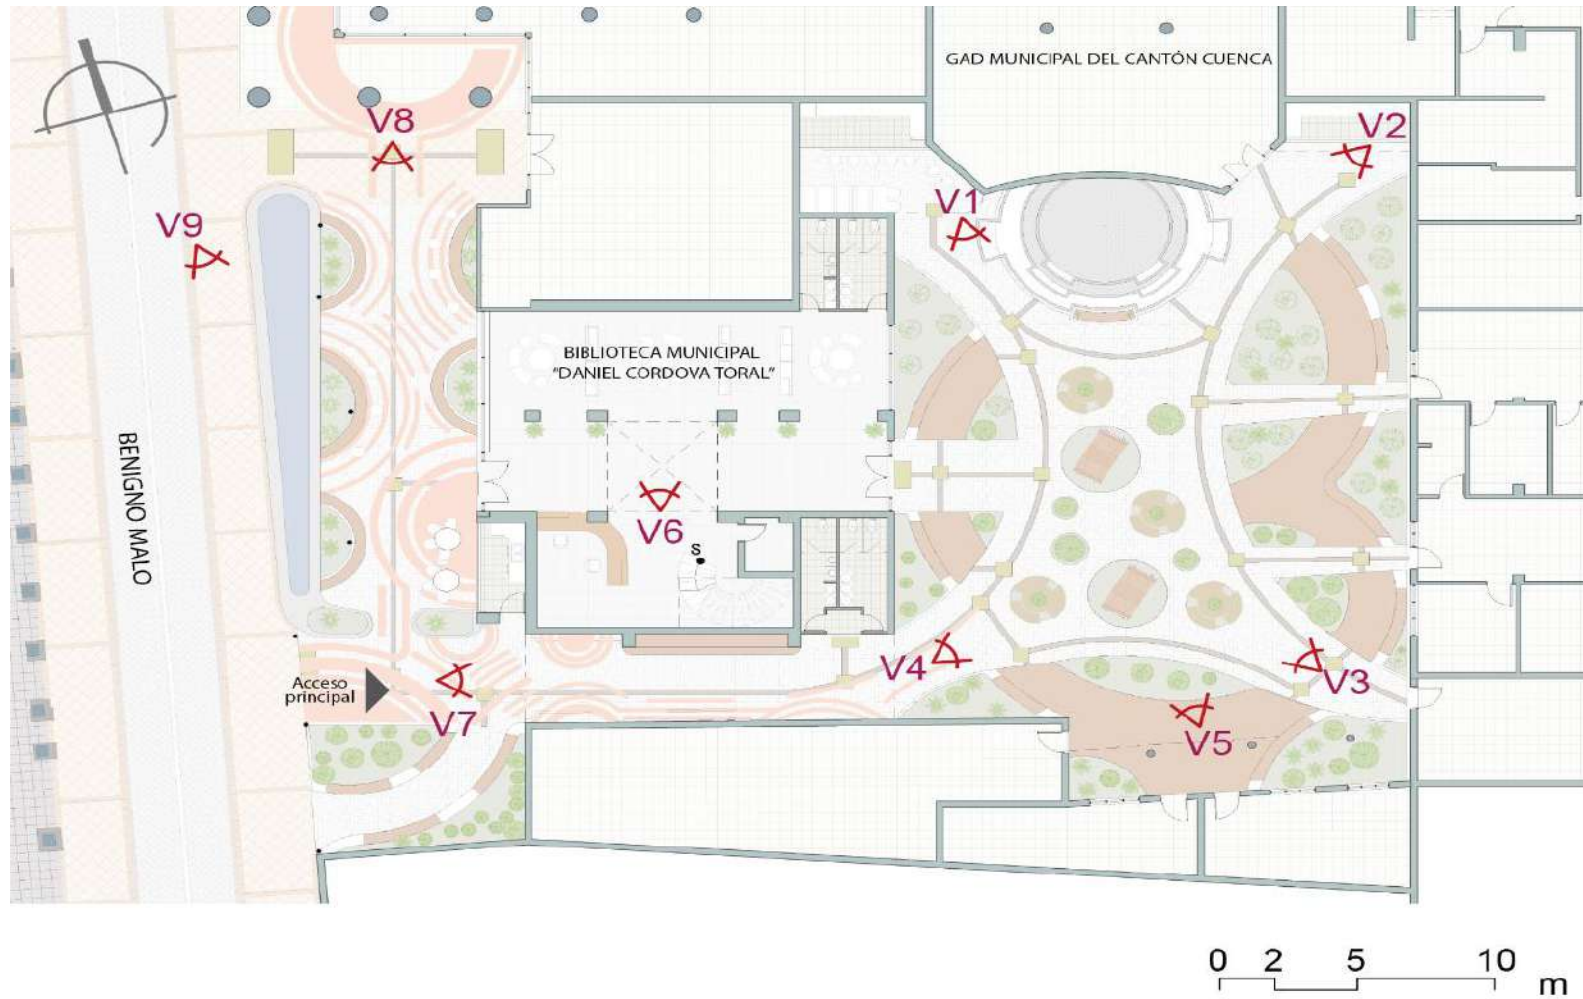 GAD MUNICIPAL DEL CANTÓN CUENCA
V8
V2
V1
V9
BIBLIOTECA MUNICIPAL
"DANIEL CORDOVA TORAL"
BENIGNO MALO
V6
S
V4
V3
Acceso
principal
V7
V5
0 2 5 10 m